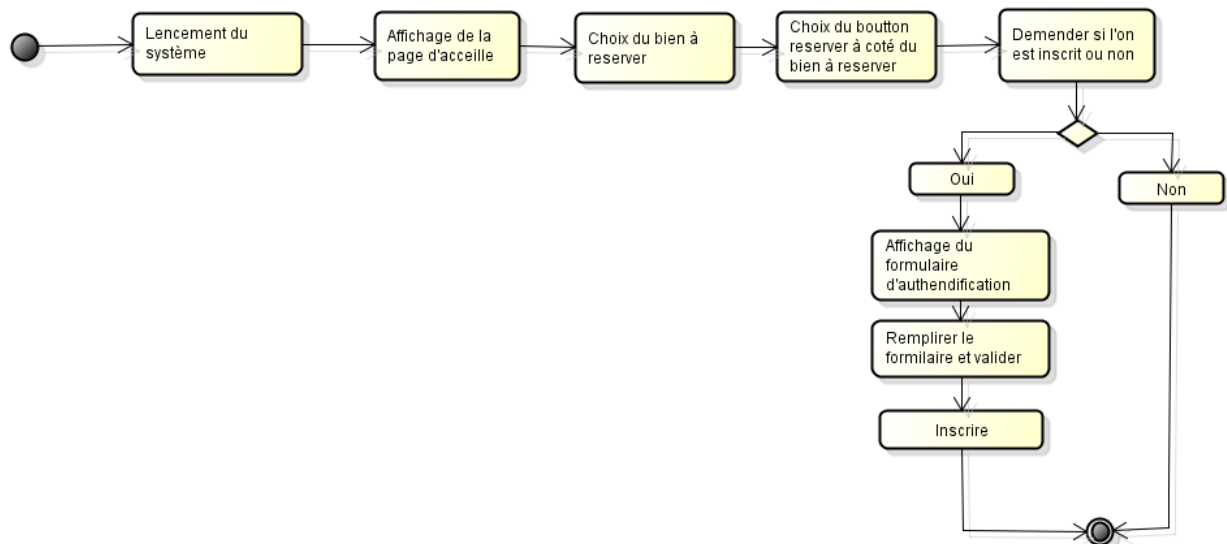 Lencement du
système
Affichage de la
page d'acceille
Choix du bien à
reserver
Choix du boutton
reserver à coté du
bien à reserver
Demender si l'on
est inscrit ou non
Oui
Non
Affichage du
formulaire
d'authendification
Remplirer le
formilaire et valider
Inscrire